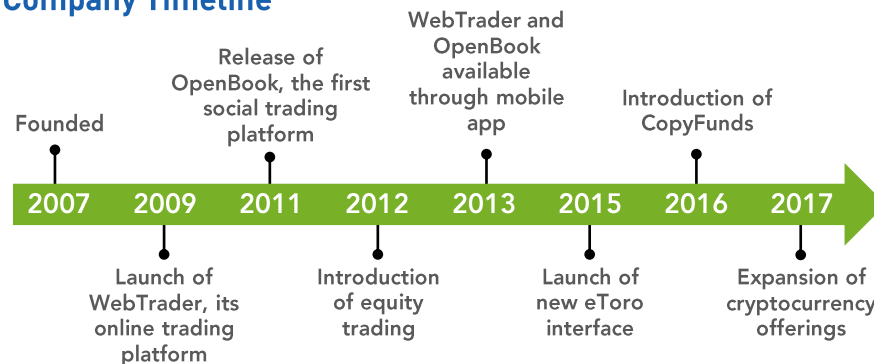 Company Timeline
Founded
Release of
OpenBook, the first
social trading
platform
WebTrader and
OpenBook
available
through mobile
app
Introduction of
CopyFunds
2007 2009 2011 2012 2013 2015 2016 2017
Launch of
WebTrader, its
online trading
platform
Introduction
of equity
trading
Launch of
new eToro
interface
Expansion of
cryptocurrency
offerings